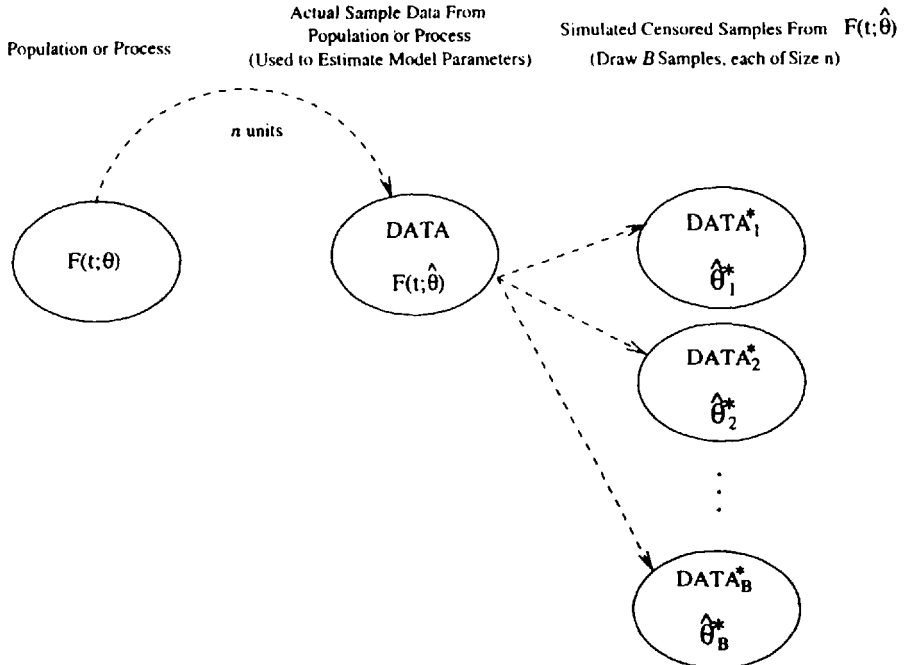 Population or Process
Actual Sample Data From
Population or Process
(Used to Estimate Model Parameters)
Simulated Censored Samples From F(t;θ̂)
(Draw B Samples, each of Size n)
n units
F(t;θ)
DATA
F(t;θ̂)
DATA*₁
θ̂*₁
DATA*₂
θ̂*₂
DATA*B
θ̂*B